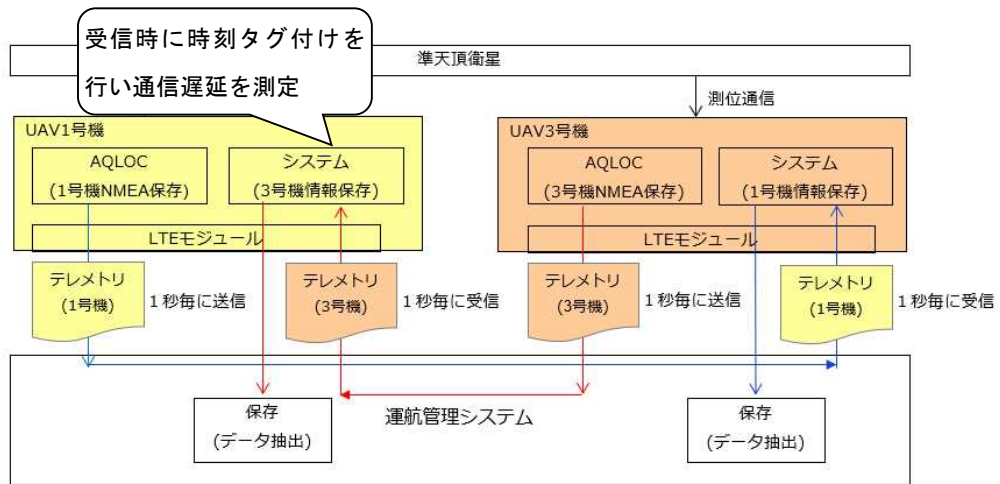 受信時に時刻タグ付けを
行い通信遅延を測定
準天頂衛星
測位通信
UAV1号機
AQLOC
(1号機NMEA保存)
システム
(3号機情報保存)
LTEモジュール
UAV3号機
AQLOC
(3号機NMEA保存)
システム
(1号機情報保存)
LTEモジュール
テレメトリ
(1号機)
1秒毎に送信
テレメトリ
(3号機)
1秒毎に受信
テレメトリ
(3号機)
1秒毎に送信
テレメトリ
(1号機)
1秒毎に受信
保存
(データ抽出)
運航管理システム
保存
(データ抽出)